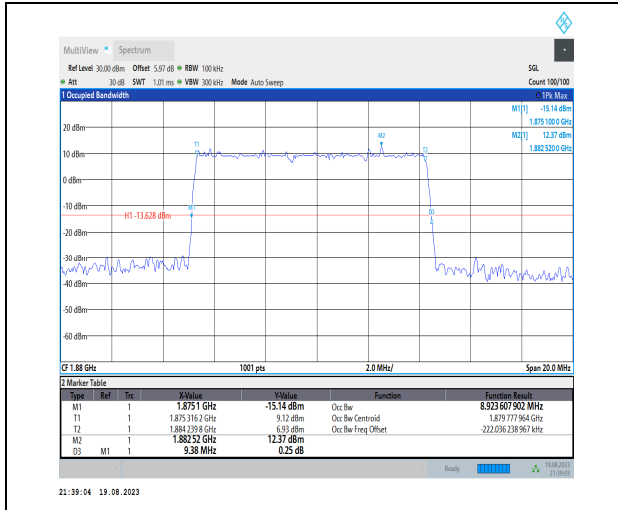 MultiView Spectrum
Ref Level 30.00 dBm Offset 5.97 dB RBW 100 kHz SGL
Att 30 dB SWT 1.01 ms VBW 300 kHz Mode Auto Sweep Count 100/100
1 Occupied Bandwidth 1Pk Max
M1[1] -15.14 dBm
1.875 100 0 GHz
M2[1] 12.37 dBm
1.882 520 0 GHz
20 dBm
M2
T1 T2
10 dBm
0 dBm
-10 dBm
M1 D3
H1 -13.628 dBm
-20 dBm
-30 dBm
-40 dBm
-50 dBm
-60 dBm
CF 1.88 GHz 1001 pts 2.0 MHz/ Span 20.0 MHz
2 Marker Table
Type Ref Trc X-Value Y-Value Function Function Result
M1 1 1.8751 GHz -15.14 dBm Occ Bw 8.923 607 902 MHz
T1 1 1.875 316 2 GHz 9.12 dBm Occ Bw Centroid 1.879 777 964 GHz
T2 1 1.884 239 8 GHz 6.93 dBm Occ Bw Freq Offset -222.036 238 967 kHz
M2 1 1.882 52 GHz 12.37 dBm
D3 M1 1 9.38 MHz 0.25 dB
Ready 19.08.2023
21:39:03
21:39:04 19.08.2023